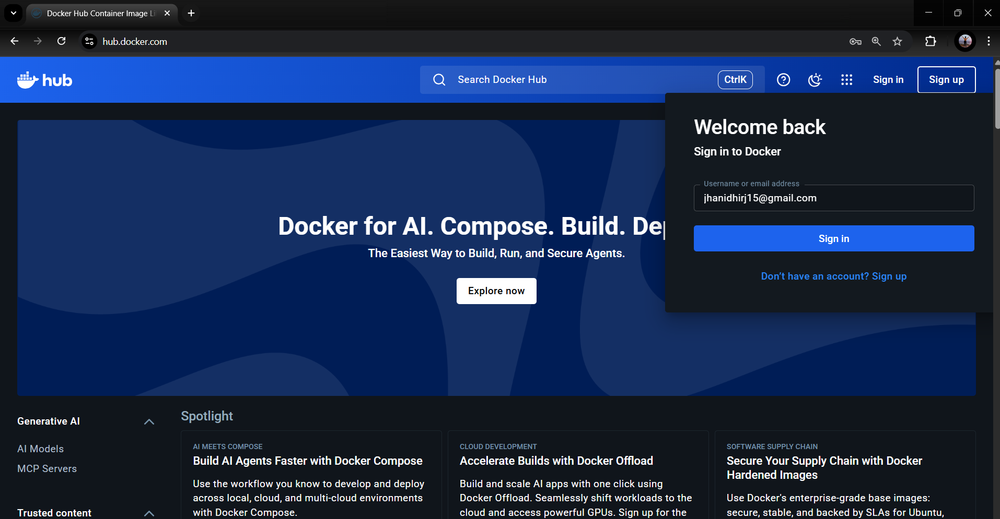 Docker Hub Container Image Li
hub.docker.com
hub
Search Docker Hub
CtrlK
Sign in
Sign up
Welcome back
Sign in to Docker
Username or email address
jhanidhirj15@gmail.com
Sign in
Don't have an account? Sign up
Docker for AI. Compose. Build. De
The Easiest Way to Build, Run, and Secure Agents.
Explore now
Generative AI
AI Models
MCP Servers
Trusted content
Spotlight
AI MEETS COMPOSE
Build AI Agents Faster with Docker Compose
Use the workflow you know to develop and deploy
across local, cloud, and multi-cloud environments
with Docker Compose.
CLOUD DEVELOPMENT
Accelerate Builds with Docker Offload
Build and scale AI apps with one click using
Docker Offload. Seamlessly shift workloads to the
cloud and access powerful GPUs. Sign up for the
SOFTWARE SUPPLY CHAIN
Secure Your Supply Chain with Docker
Hardened Images
Use Docker's enterprise-grade base images:
secure, stable, and backed by SLAs for Ubuntu,